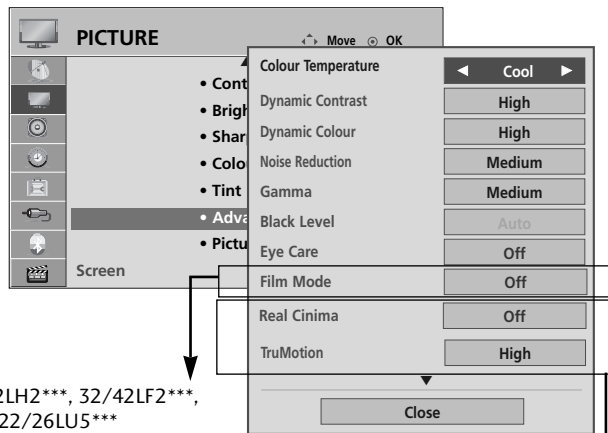 PICTURE
Move OK
• Cont
• Brigh
• Shar
• Colo
• Tint
• Adva
• Pictu
Screen
Colour Temperature Cool
Dynamic Contrast High
Dynamic Colour High
Noise Reduction Medium
Gamma Medium
Black Level Auto
Eye Care Off
Film Mode Off
Real Cinima Off
TruMotion High
Close
2LH2***, 32/42LF2***,
22/26LU5***